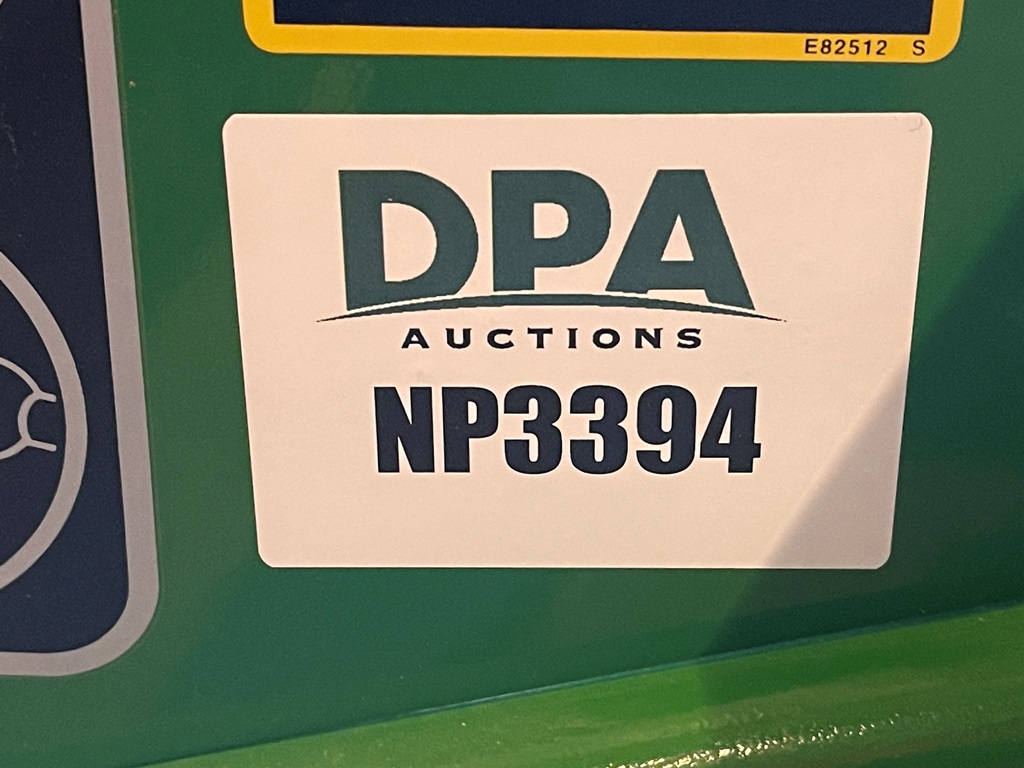 E82512 S
DPA
AUCTIONS
NP3394